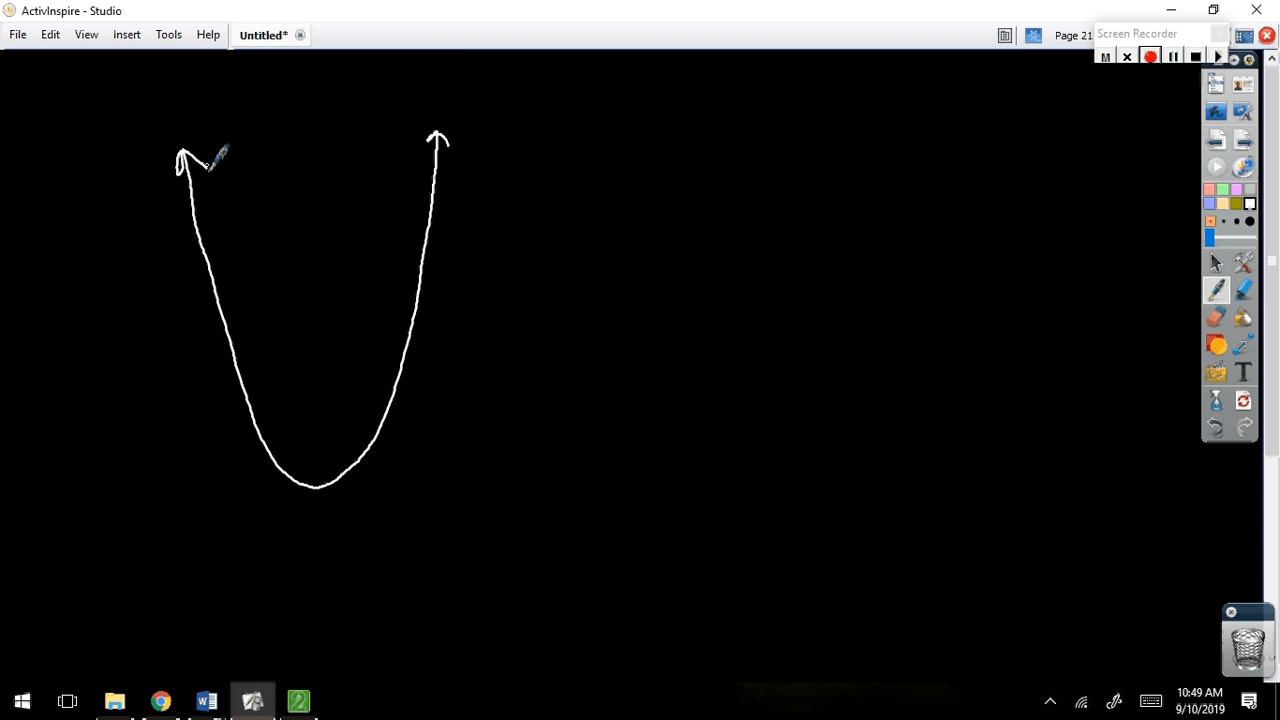 ActivInspire - Studio
File Edit View Insert Tools Help Untitled* Page 21
Screen Recorder
M
T
10:49 AM
9/10/2019